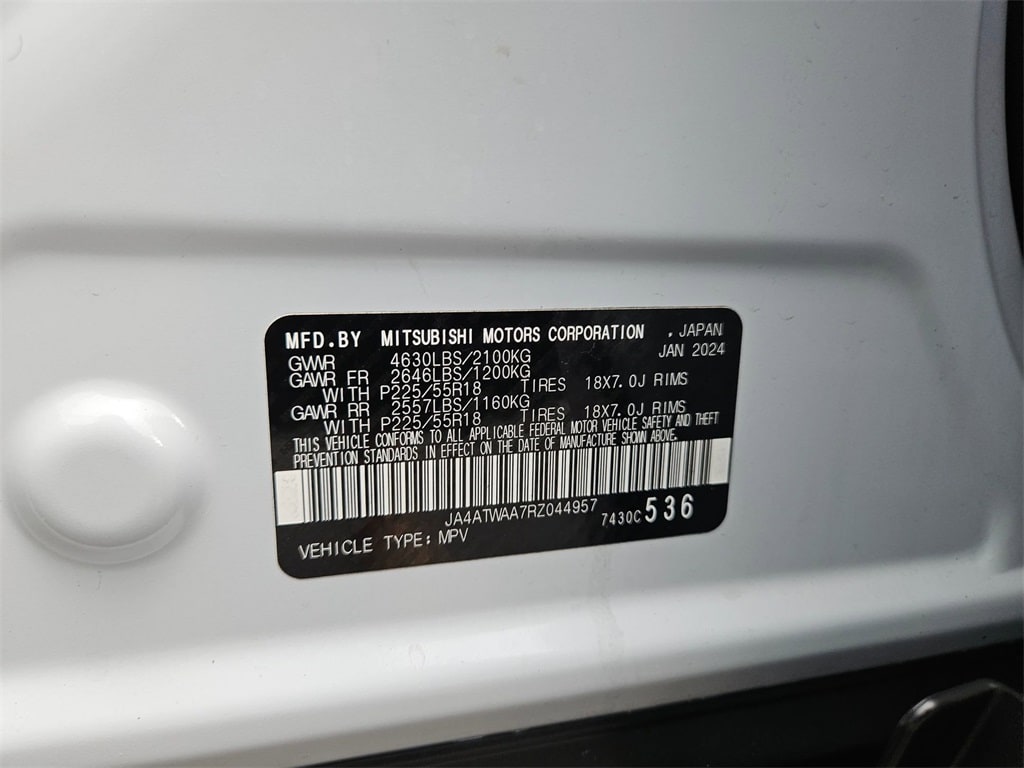 MFD.BY MITSUBISHI MOTORS CORPORATION . JAPAN
JAN 2024
GVWR 4630LBS/2100KG
GAWR FR 2646LBS/1200KG
WITH P225/55R18 TIRES 18X7.0J RIMS
GAWR RR 2557LBS/1160KG
WITH P225/55R18 TIRES 18X7.0J RIMS
THIS VEHICLE CONFORMS TO ALL APPLICABLE FEDERAL MOTOR VEHICLE SAFETY AND THEFT
PREVENTION STANDARDS IN EFFECT ON THE DATE OF MANUFACTURE SHOWN ABOVE.
JA4ATWAA7RZ044957 7430C 536
VEHICLE TYPE: MPV